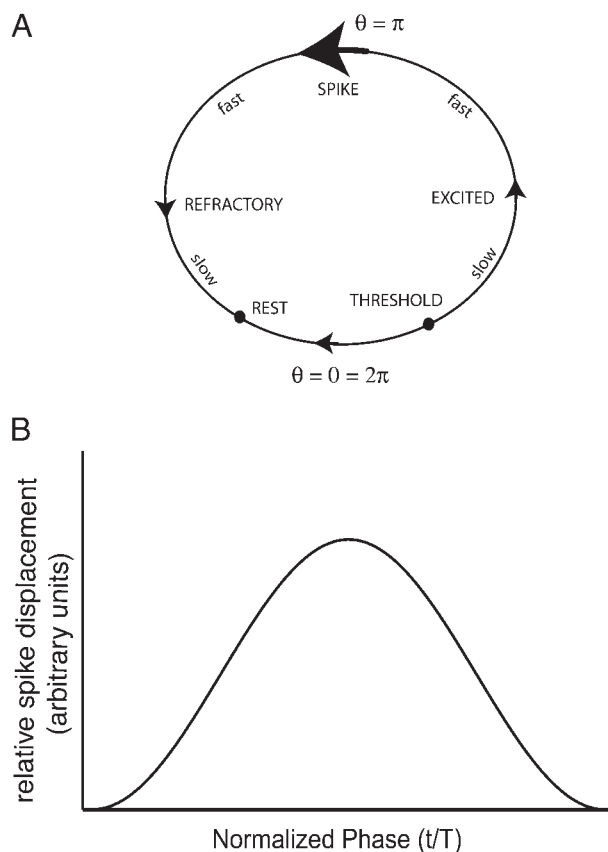 A
θ = π
SPIKE
fast
fast
REFRACTORY
EXCITED
slow
slow
REST
THRESHOLD
θ = 0 = 2π
B
relative spike displacement
(arbitrary units)
Normalized Phase (t/T)